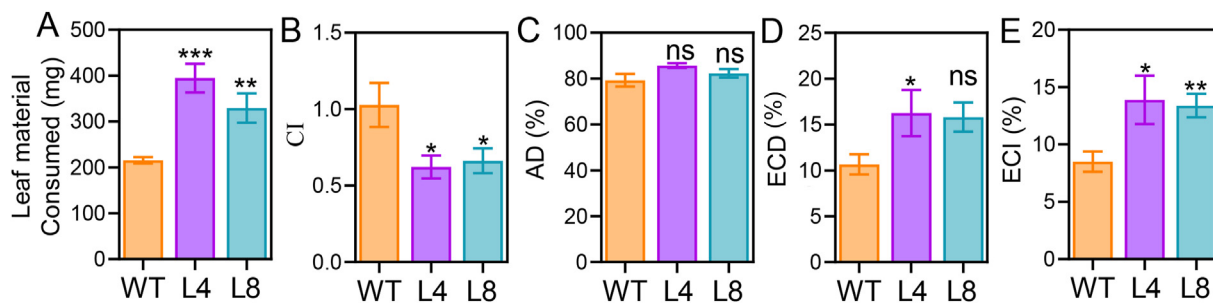 A
Leaf material
Consumed (mg)
500
400
300
200
100
0
***
**
WT L4 L8
B
CI
1.5
1.0
0.5
0.0
*
*
WT L4 L8
C
AD (%)
100
80
60
40
20
0
ns
ns
WT L4 L8
D
ECD (%)
25
20
15
10
5
0
*
ns
WT L4 L8
E
ECI (%)
20
15
10
5
0
*
**
WT L4 L8